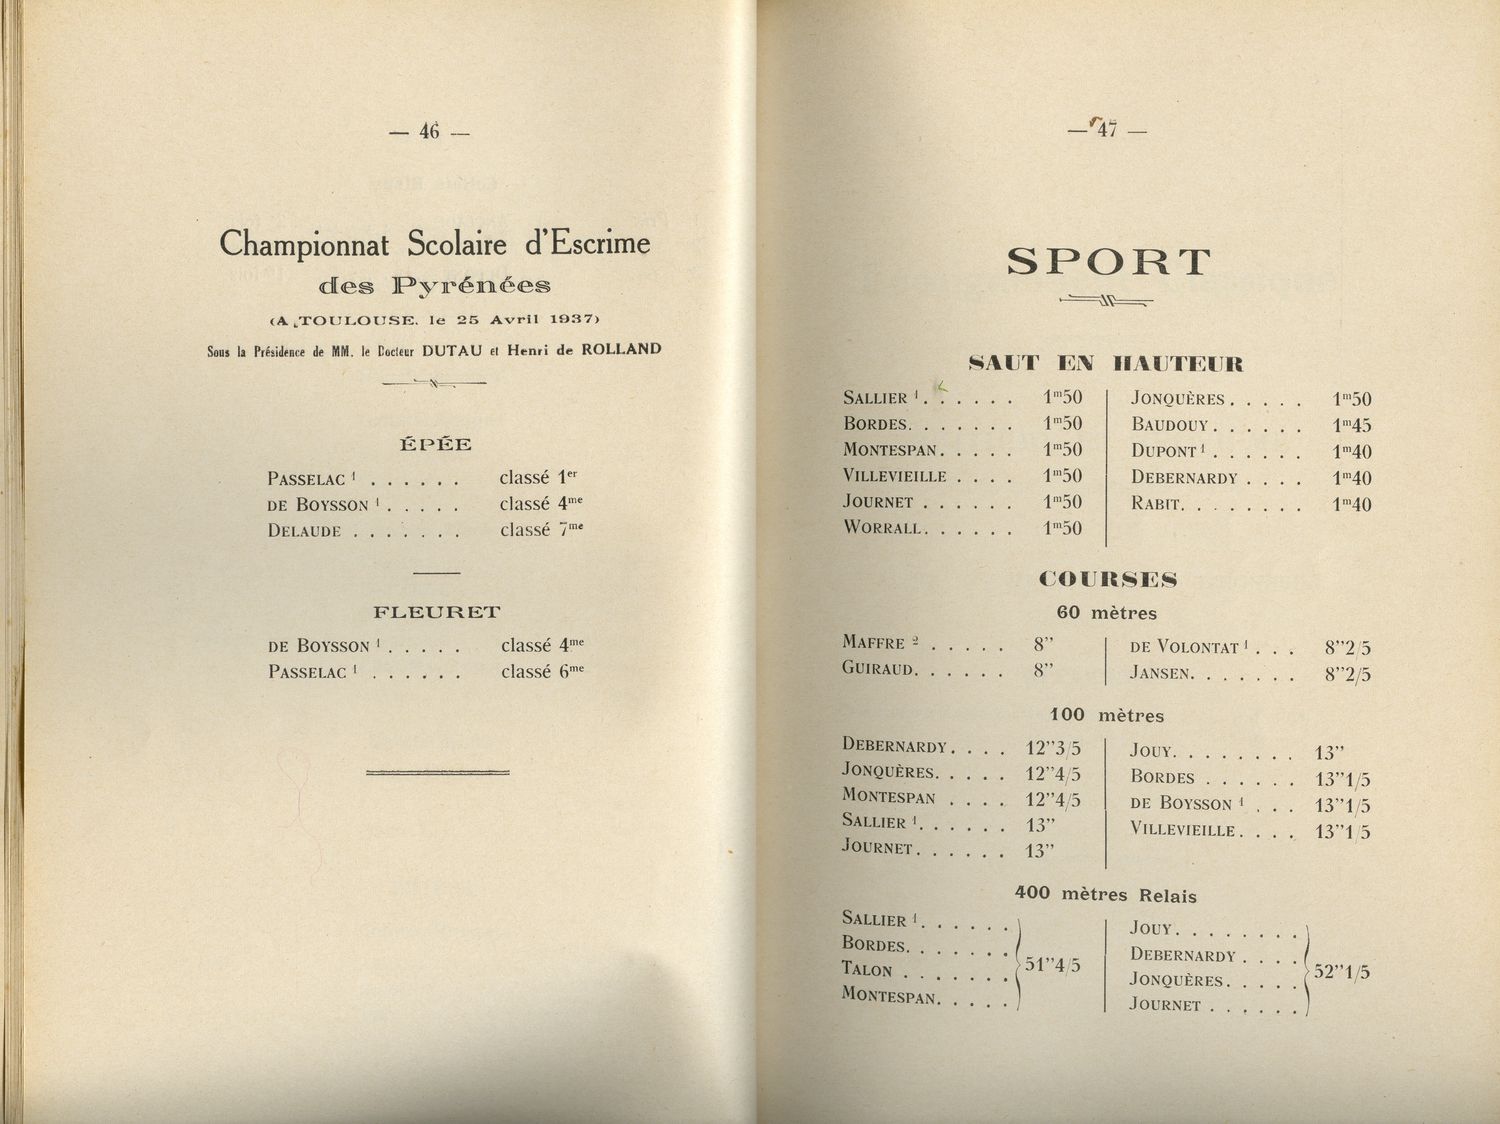 — 46 —
Championnat Scolaire d'Escrime
des Pyrénées
(A TOULOUSE, le 25 Avril 1937)
Sous la Présidence de MM. le Docteur DUTAU et Henri de ROLLAND
ÉPÉE
PASSELAC 1 . . . . . . classé 1er
DE BOYSSON 1 . . . . . classé 4me
DELAUDE . . . . . . . classé 7me
FLEURET
DE BOYSSON 1 . . . . . classé 4me
PASSELAC 1 . . . . . . classé 6me
— 47 —
SPORT
SAUT EN HAUTEUR
SALLIER 1 . . . . . . 1m50
BORDES. . . . . . . 1m50
MONTESPAN. . . . . 1m50
VILLEVIEILLE . . . . 1m50
JOURNET . . . . . . 1m50
WORRALL. . . . . . 1m50
JONQUÈRES . . . . . 1m50
BAUDOUY . . . . . . 1m45
DUPONT 1 . . . . . . 1m40
DEBERNARDY . . . . 1m40
RABIT. . . . . . . . 1m40
COURSES
60 mètres
MAFFRE 2 . . . . . 8"
GUIRAUD. . . . . . 8"
DE VOLONTAT 1 . . . 8"2/5
JANSEN. . . . . . . 8"2/5
100 mètres
DEBERNARDY. . . . 12"3/5
JONQUÈRES. . . . . 12"4/5
MONTESPAN . . . . 12"4/5
SALLIER 1. . . . . . 13"
JOURNET. . . . . . 13"
JOUY. . . . . . . . 13"
BORDES . . . . . . 13"1/5
DE BOYSSON 1 . . . 13"1/5
VILLEVIEILLE. . . . 13"1/5
400 mètres Relais
SALLIER 1. . . . . .
BORDES. . . . . . .
TALON . . . . . . . 51"4/5
MONTESPAN. . . . .
JOUY. . . . . . . .
DEBERNARDY . . . .
JONQUÈRES. . . . . 52"1/5
JOURNET . . . . . .